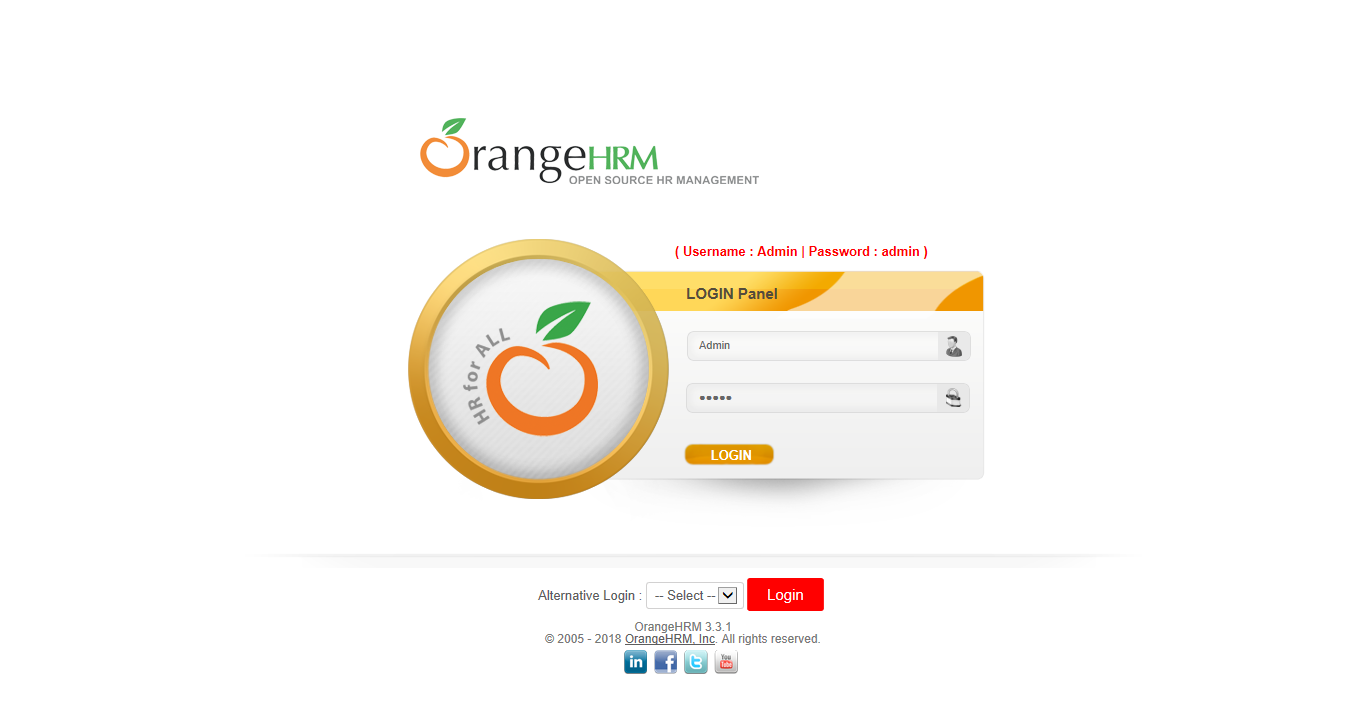 OrangeHRM
OPEN SOURCE HR MANAGEMENT
( Username : Admin | Password : admin )
LOGIN Panel
HR for ALL
Admin
•••••
LOGIN
Alternative Login : -- Select -- Login
OrangeHRM 3.3.1
© 2005 - 2018 OrangeHRM, Inc. All rights reserved.
in f t You Tube